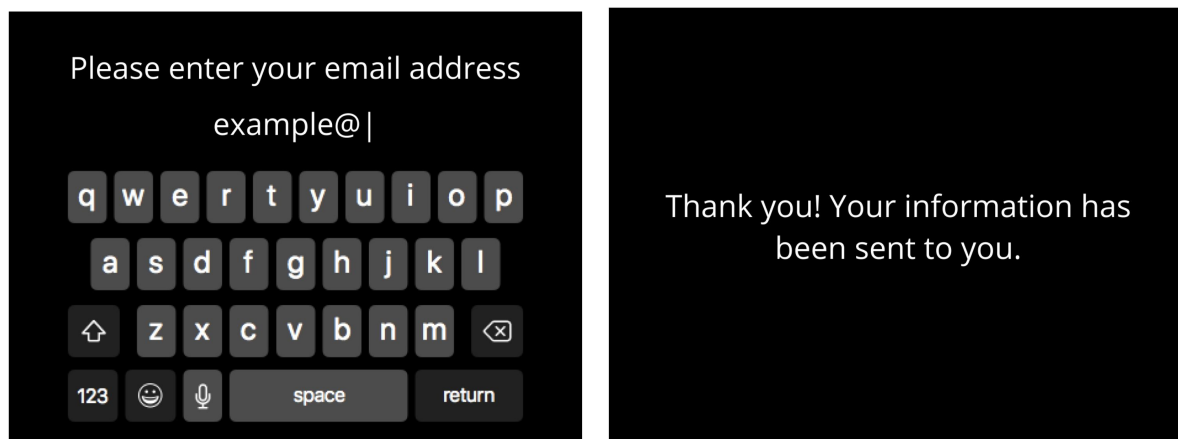 Please enter your email address
example@|
q w e r t y u i o p
a s d f g h j k l
z x c v b n m
123 space return
Thank you! Your information has
been sent to you.